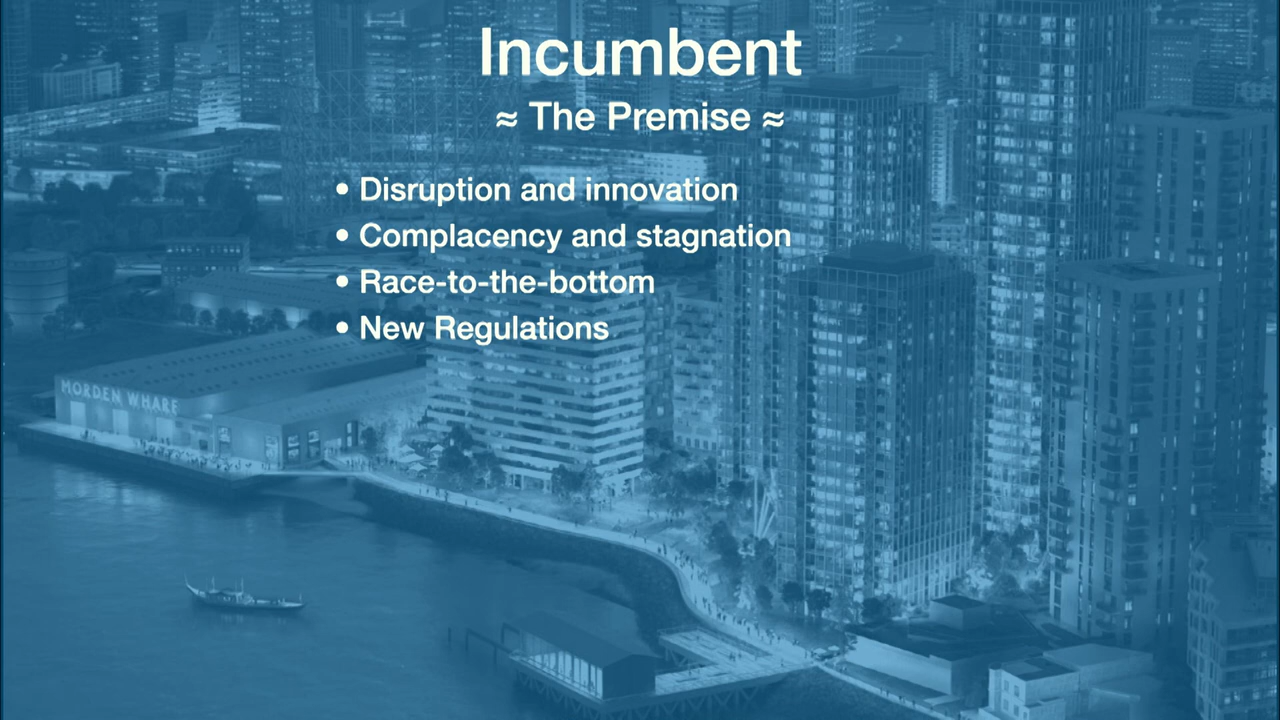 Incumbent
≈ The Premise ≈
• Disruption and innovation
• Complacency and stagnation
• Race-to-the-bottom
• New Regulations
MORDEN WHARF